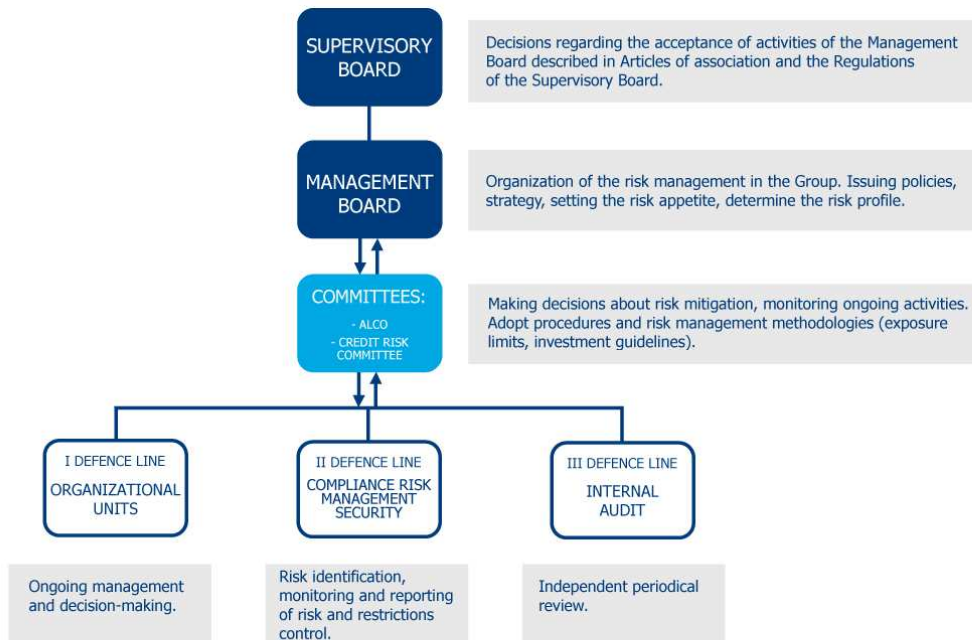 SUPERVISORY
BOARD
Decisions regarding the acceptance of activities of the Management
Board described in Articles of association and the Regulations
of the Supervisory Board.
MANAGEMENT
BOARD
Organization of the risk management in the Group. Issuing policies,
strategy, setting the risk appetite, determine the risk profile.
COMMITTEES:
- ALCO
- CREDIT RISK
COMMITTEE
Making decisions about risk mitigation, monitoring ongoing activities.
Adopt procedures and risk management methodologies (exposure
limits, investment guidelines).
I DEFENCE LINE
ORGANIZATIONAL
UNITS
II DEFENCE LINE
COMPLIANCE RISK
MANAGEMENT
SECURITY
III DEFENCE LINE
INTERNAL
AUDIT
Ongoing management
and decision-making.
Risk identification,
monitoring and reporting
of risk and restrictions
control.
Independent periodical
review.